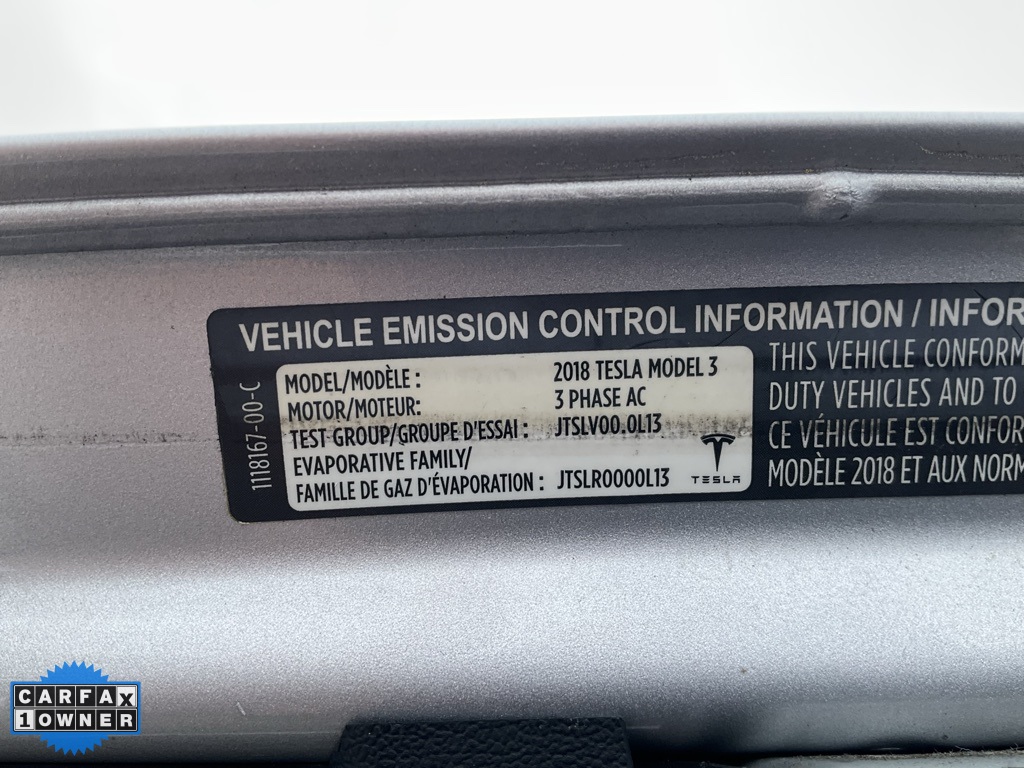 VEHICLE EMISSION CONTROL INFORMATION / INFOR
1118167-00-C
MODEL/MODÈLE : 2018 TESLA MODEL 3
MOTOR/MOTEUR: 3 PHASE AC
TEST GROUP/GROUPE D'ESSAI : JTSLV00.0L13
EVAPORATIVE FAMILY/
FAMILLE DE GAZ D'ÉVAPORATION : JTSLR0000L13
TESLA
THIS VEHICLE CONFORM
DUTY VEHICLES AND TO
CE VÉHICULE EST CONFOR
MODÈLE 2018 ET AUX NORM
CARFAX
1 OWNER